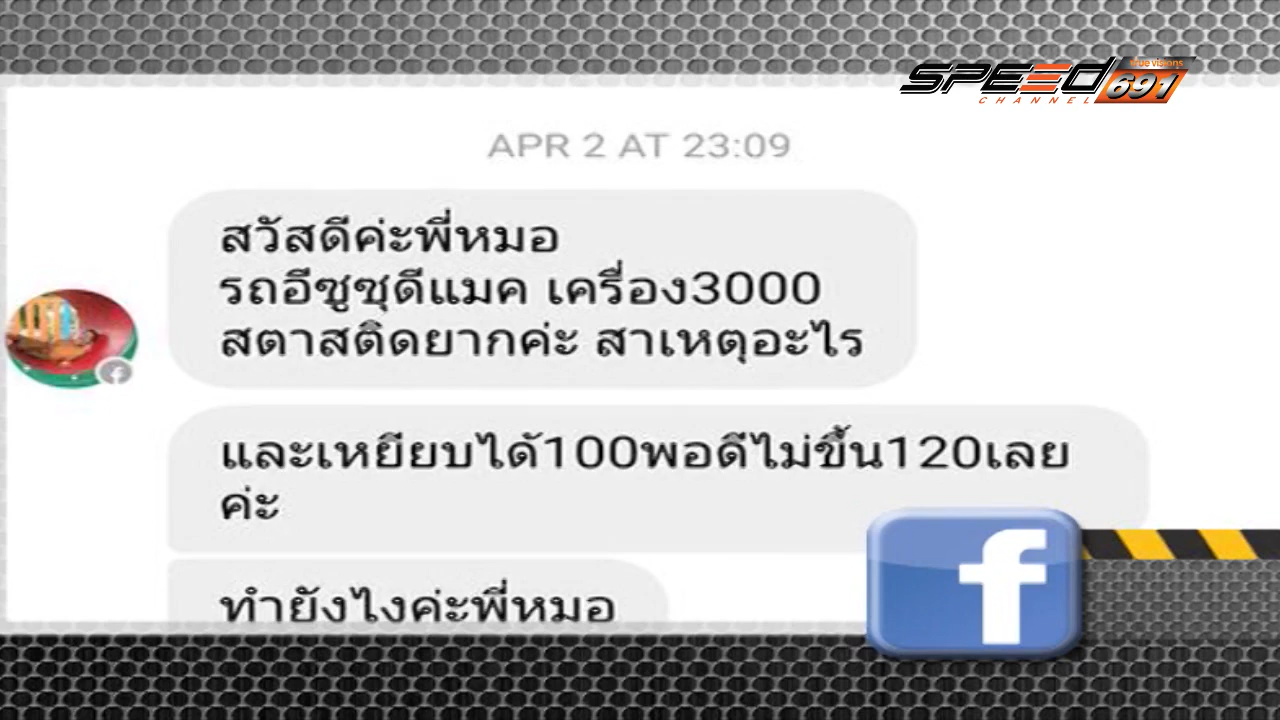 true visions
SPEED
691
CHANNEL
APR 2 AT 23:09
สวัสดีค่ะพี่หมอ
รถอีซูซุดีแมค เครื่อง3000
สตาสติดยากค่ะ สาเหตุอะไร
และเหยียบได้100พอดีไม่ขึ้น120เลย
ค่ะ
ทำยังไงค่ะพี่หมอ
f